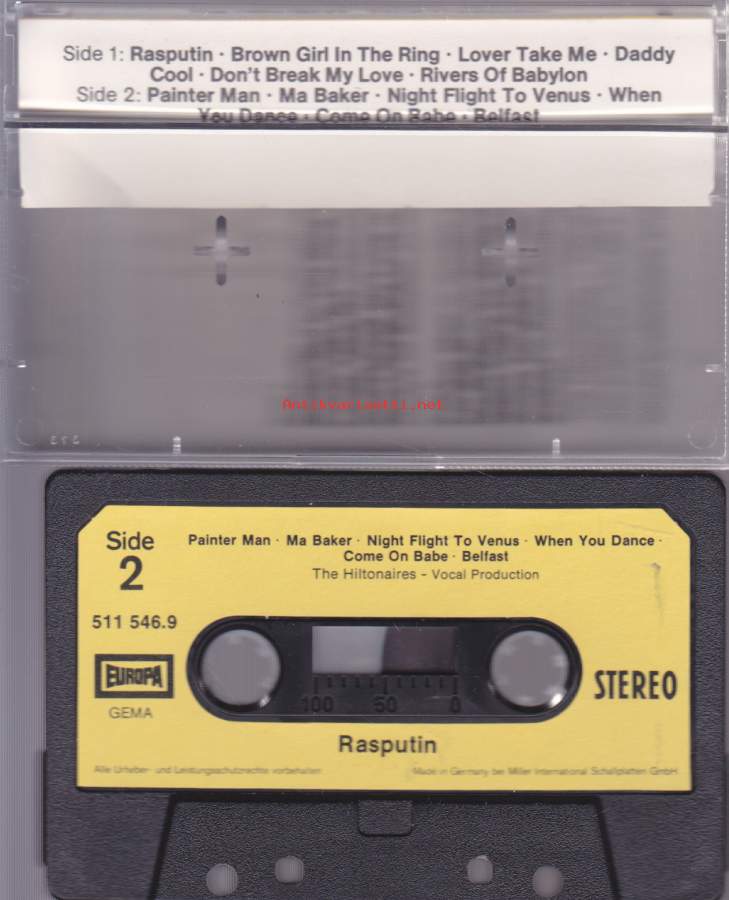 Side 1: Rasputin · Brown Girl In The Ring · Lover Take Me · Daddy
Cool · Don't Break My Love · Rivers Of Babylon
Side 2: Painter Man · Ma Baker · Night Flight To Venus · When
You Dance · Come On Babe · Belfast
Antikvariaatti.net
Side
2
Painter Man · Ma Baker · Night Flight To Venus · When You Dance ·
Come On Babe · Belfast
The Hiltonaires – Vocal Production
511 546.9
EUROPA
GEMA
STEREO
100 50 0
Rasputin
Alle Urheber- und Leistungsschutzrechte vorbehalten
Made in Germany bei Miller International Schallplatten GmbH